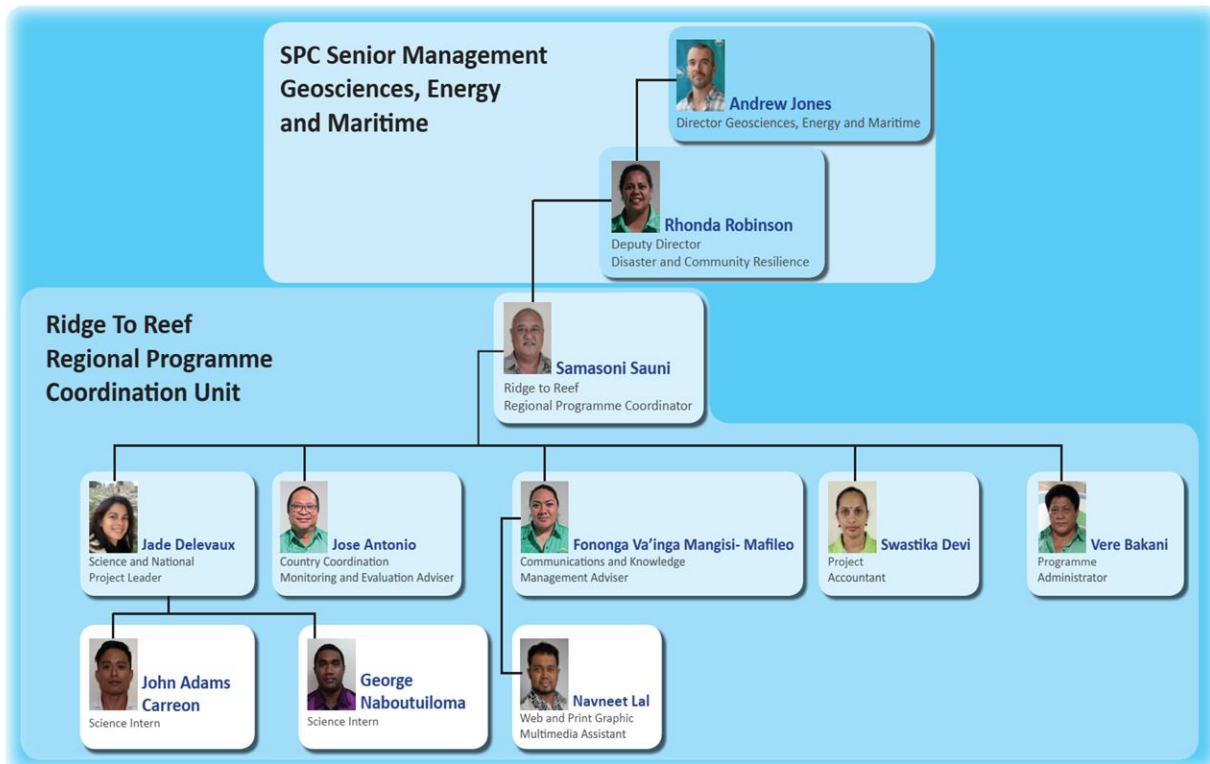 SPC Senior Management
Geosciences, Energy
and Maritime
Andrew Jones
Director Geosciences, Energy and Maritime
Rhonda Robinson
Deputy Director
Disaster and Community Resilience
Ridge To Reef
Regional Programme
Coordination Unit
Samasoni Sauni
Ridge to Reef
Regional Programme Coordinator
Jade Delevaux
Science and National
Project Leader
Jose Antonio
Country Coordination
Monitoring and Evaluation Adviser
Fononga Va’inga Mangisi- Mafileo
Communications and Knowledge
Management Adviser
Swastika Devi
Project
Accountant
Vere Bakani
Programme
Administrator
John Adams
Carreon
Science Intern
George
Naboutuiloma
Science Intern
Navneet Lal
Web and Print Graphic
Multimedia Assistant